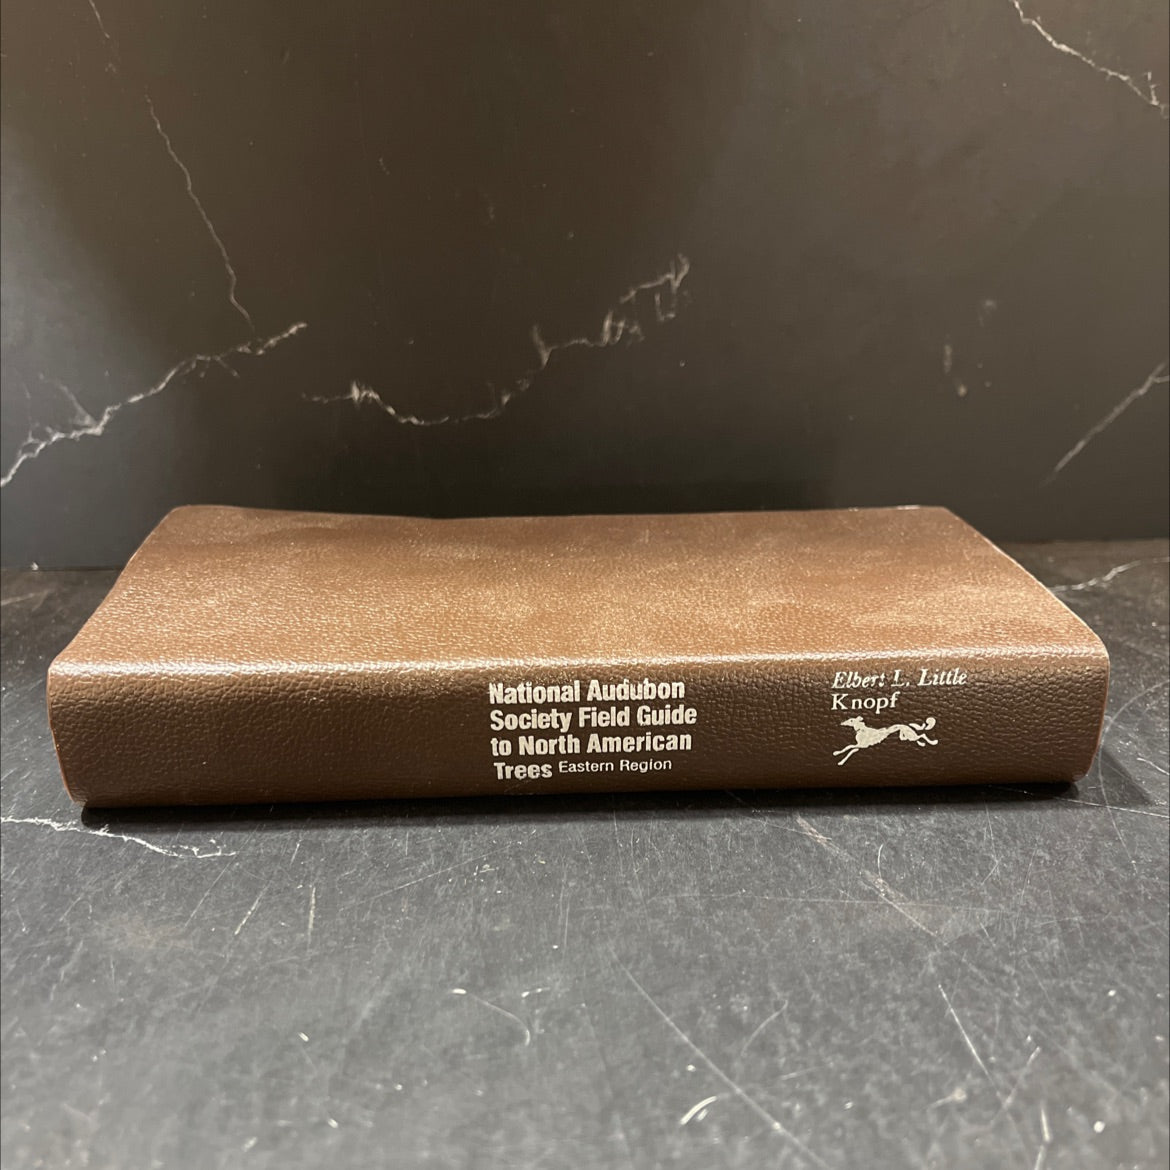 National Audubon
Society Field Guide
to North American
Trees Eastern Region
Elbert L. Little
Knopf